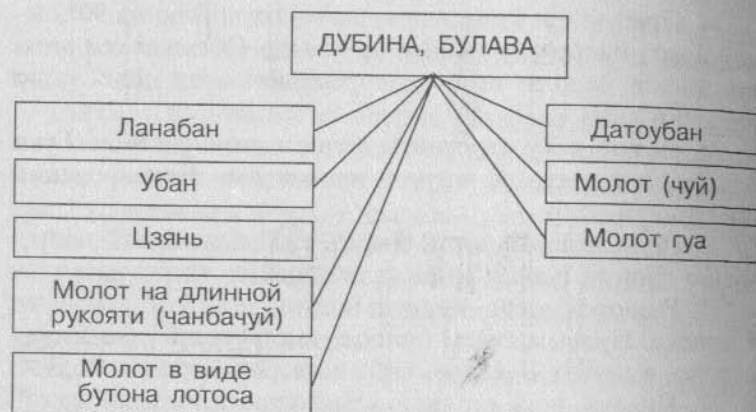 ДУБИНА, БУЛАВА
Ланабан
Убан
Цзянь
Молот на длинной
рукояти (чанбачуй)
Молот в виде
бутона лотоса
Датоубан
Молот (чуй)
Молот гуа